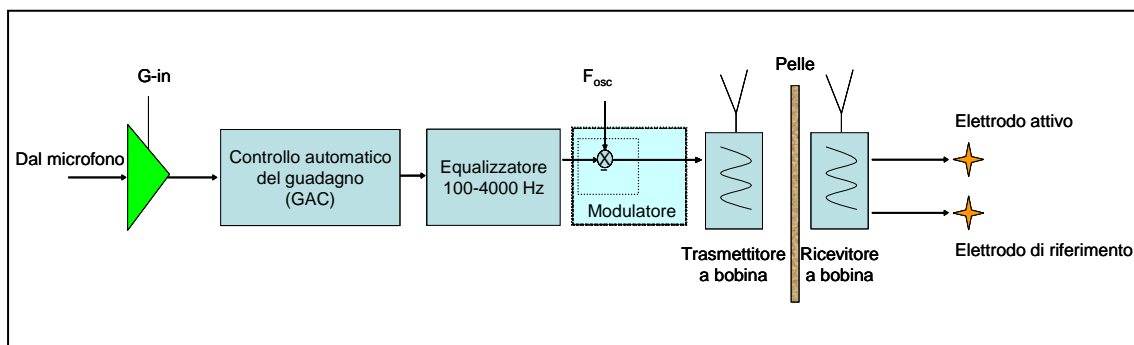 G-in
Dal microfono
Controllo automatico
del guadagno
(GAC)
Equalizzatore
100-4000 Hz
Fosc
Modulatore
Trasmettitore
a bobina
Pelle
Ricevitore
a bobina
Elettrodo attivo
Elettrodo di riferimento